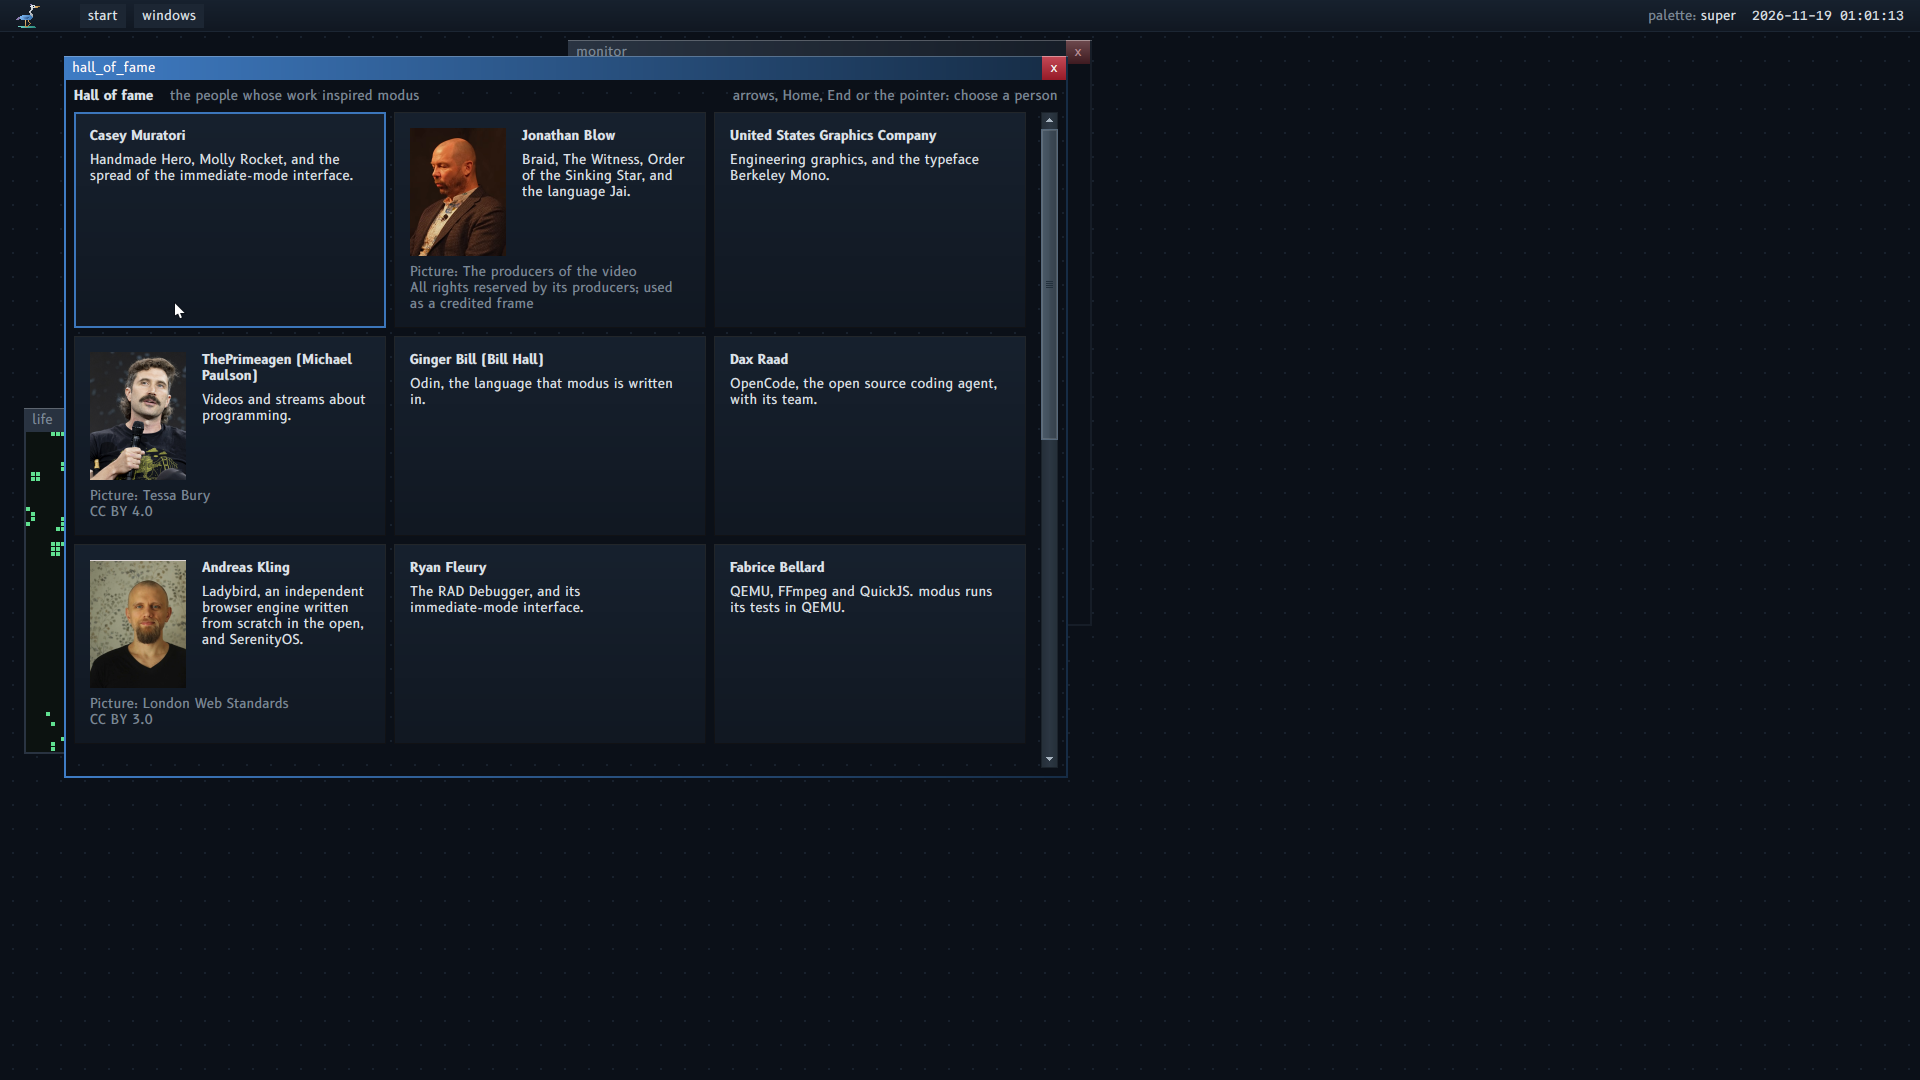 start
windows
palette: super
2026-11-19 01:01:13
monitor
x
hall_of_fame
x
Hall of fame
the people whose work inspired modus
arrows, Home, End or the pointer: choose a person
Casey Muratori
Handmade Hero, Molly Rocket, and the
spread of the immediate-mode interface.
Jonathan Blow
Braid, The Witness, Order
of the Sinking Star, and
the language Jai.
Picture: The producers of the video
All rights reserved by its producers; used
as a credited frame
United States Graphics Company
Engineering graphics, and the typeface
Berkeley Mono.
ThePrimeagen (Michael
Paulson)
Videos and streams about
programming.
Picture: Tessa Bury
CC BY 4.0
Ginger Bill (Bill Hall)
Odin, the language that modus is written
in.
Dax Raad
OpenCode, the open source coding agent,
with its team.
life
Andreas Kling
Ladybird, an independent
browser engine written
from scratch in the open,
and SerenityOS.
Picture: London Web Standards
CC BY 3.0
Ryan Fleury
The RAD Debugger, and its
immediate-mode interface.
Fabrice Bellard
QEMU, FFmpeg and QuickJS. modus runs
its tests in QEMU.